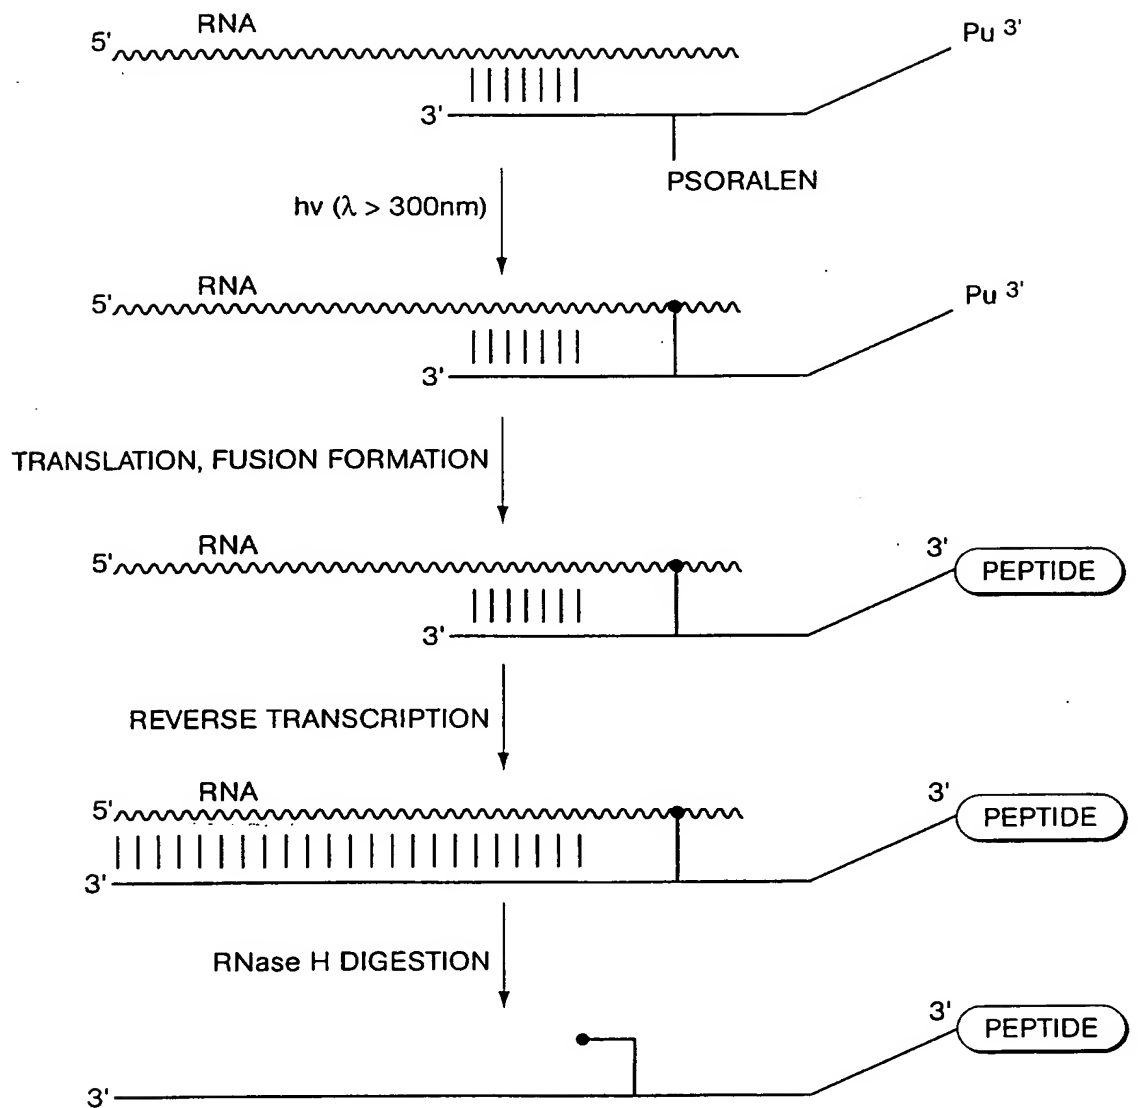 RNA
5'
Pu 3'
3'
PSORALEN
hν (λ > 300nm)
RNA
5'
Pu 3'
3'
TRANSLATION, FUSION FORMATION
RNA
5'
3'
PEPTIDE
3'
REVERSE TRANSCRIPTION
RNA
5'
3'
PEPTIDE
3'
RNase H DIGESTION
3'
PEPTIDE
3'